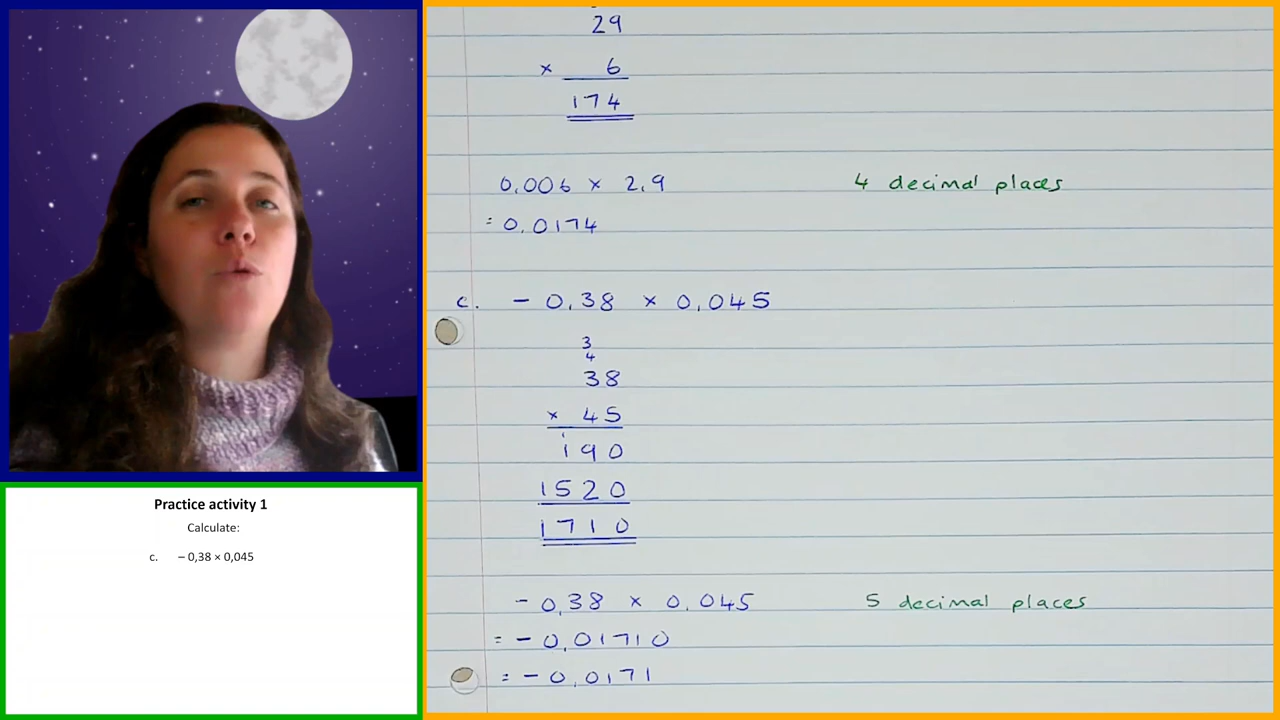 Practice activity 1
Calculate:
c. – 0,38 × 0,045
29
× 6
174
0,006 × 2,9 4 decimal places
= 0,0174
c. - 0,38 × 0,045
3
4
38
× 45
1
190
1520
1710
- 0,38 × 0,045 5 decimal places
= - 0,01710
= - 0,0171